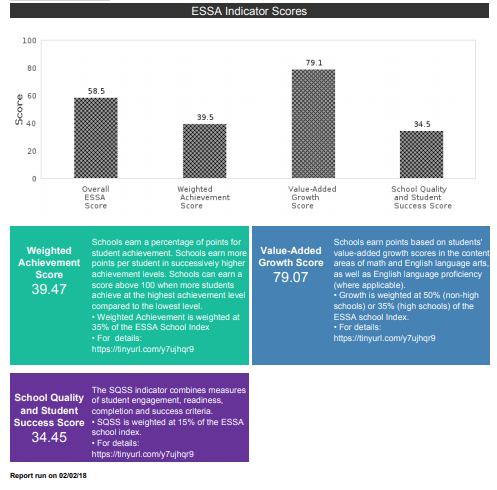 ESSA Indicator Scores
100
80
60
40
20
0
Score
58.5
39.5
79.1
34.5
Overall
ESSA
Score
Weighted
Achievement
Score
Value-Added
Growth
Score
School Quality
and Student
Success Score
Weighted
Achievement
Score
39.47
Schools earn a percentage of points for
student achievement. Schools earn more
points per student in successively higher
achievement levels. Schools can earn a
score above 100 when more students
achieve at the highest achievement level
compared to the lowest level.
• Weighted Achievement is weighted at
35% of the ESSA School Index
• For details:
https://tinyurl.com/y7ujhqr9
Value-Added
Growth Score
79.07
Schools earn points based on students'
value-added growth scores in the content
areas of math and English language arts,
as well as English language proficiency
(where applicable).
• Growth is weighted at 50% (non-high
schools) or 35% (high schools) of the
ESSA school Index.
• For details:
https://tinyurl.com/y7ujhqr9
School Quality
and Student
Success Score
34.45
The SQSS indicator combines measures
of student engagement, readiness,
completion and success criteria.
• SQSS is weighted at 15% of the ESSA
school index.
• For details:
https://tinyurl.com/y7ujhqr9
Report run on 02/02/18